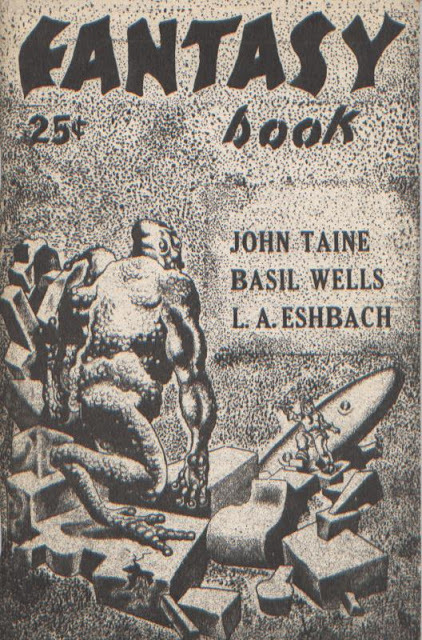 FANTASY
25¢ book
JOHN TAINE
BASIL WELLS
L. A. ESHBACH